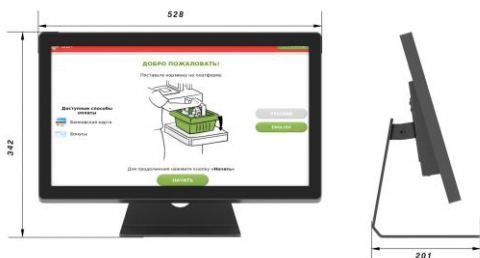 528
342
ДОБРО ПОЖАЛОВАТЬ!
Поставьте корзинку на платформу
Доступные способы
оплаты
Банковская карта
Бонусы
РУССКИЙ
ENGLISH
Для продолжения нажмите кнопку «Начать»
НАЧАТЬ
201